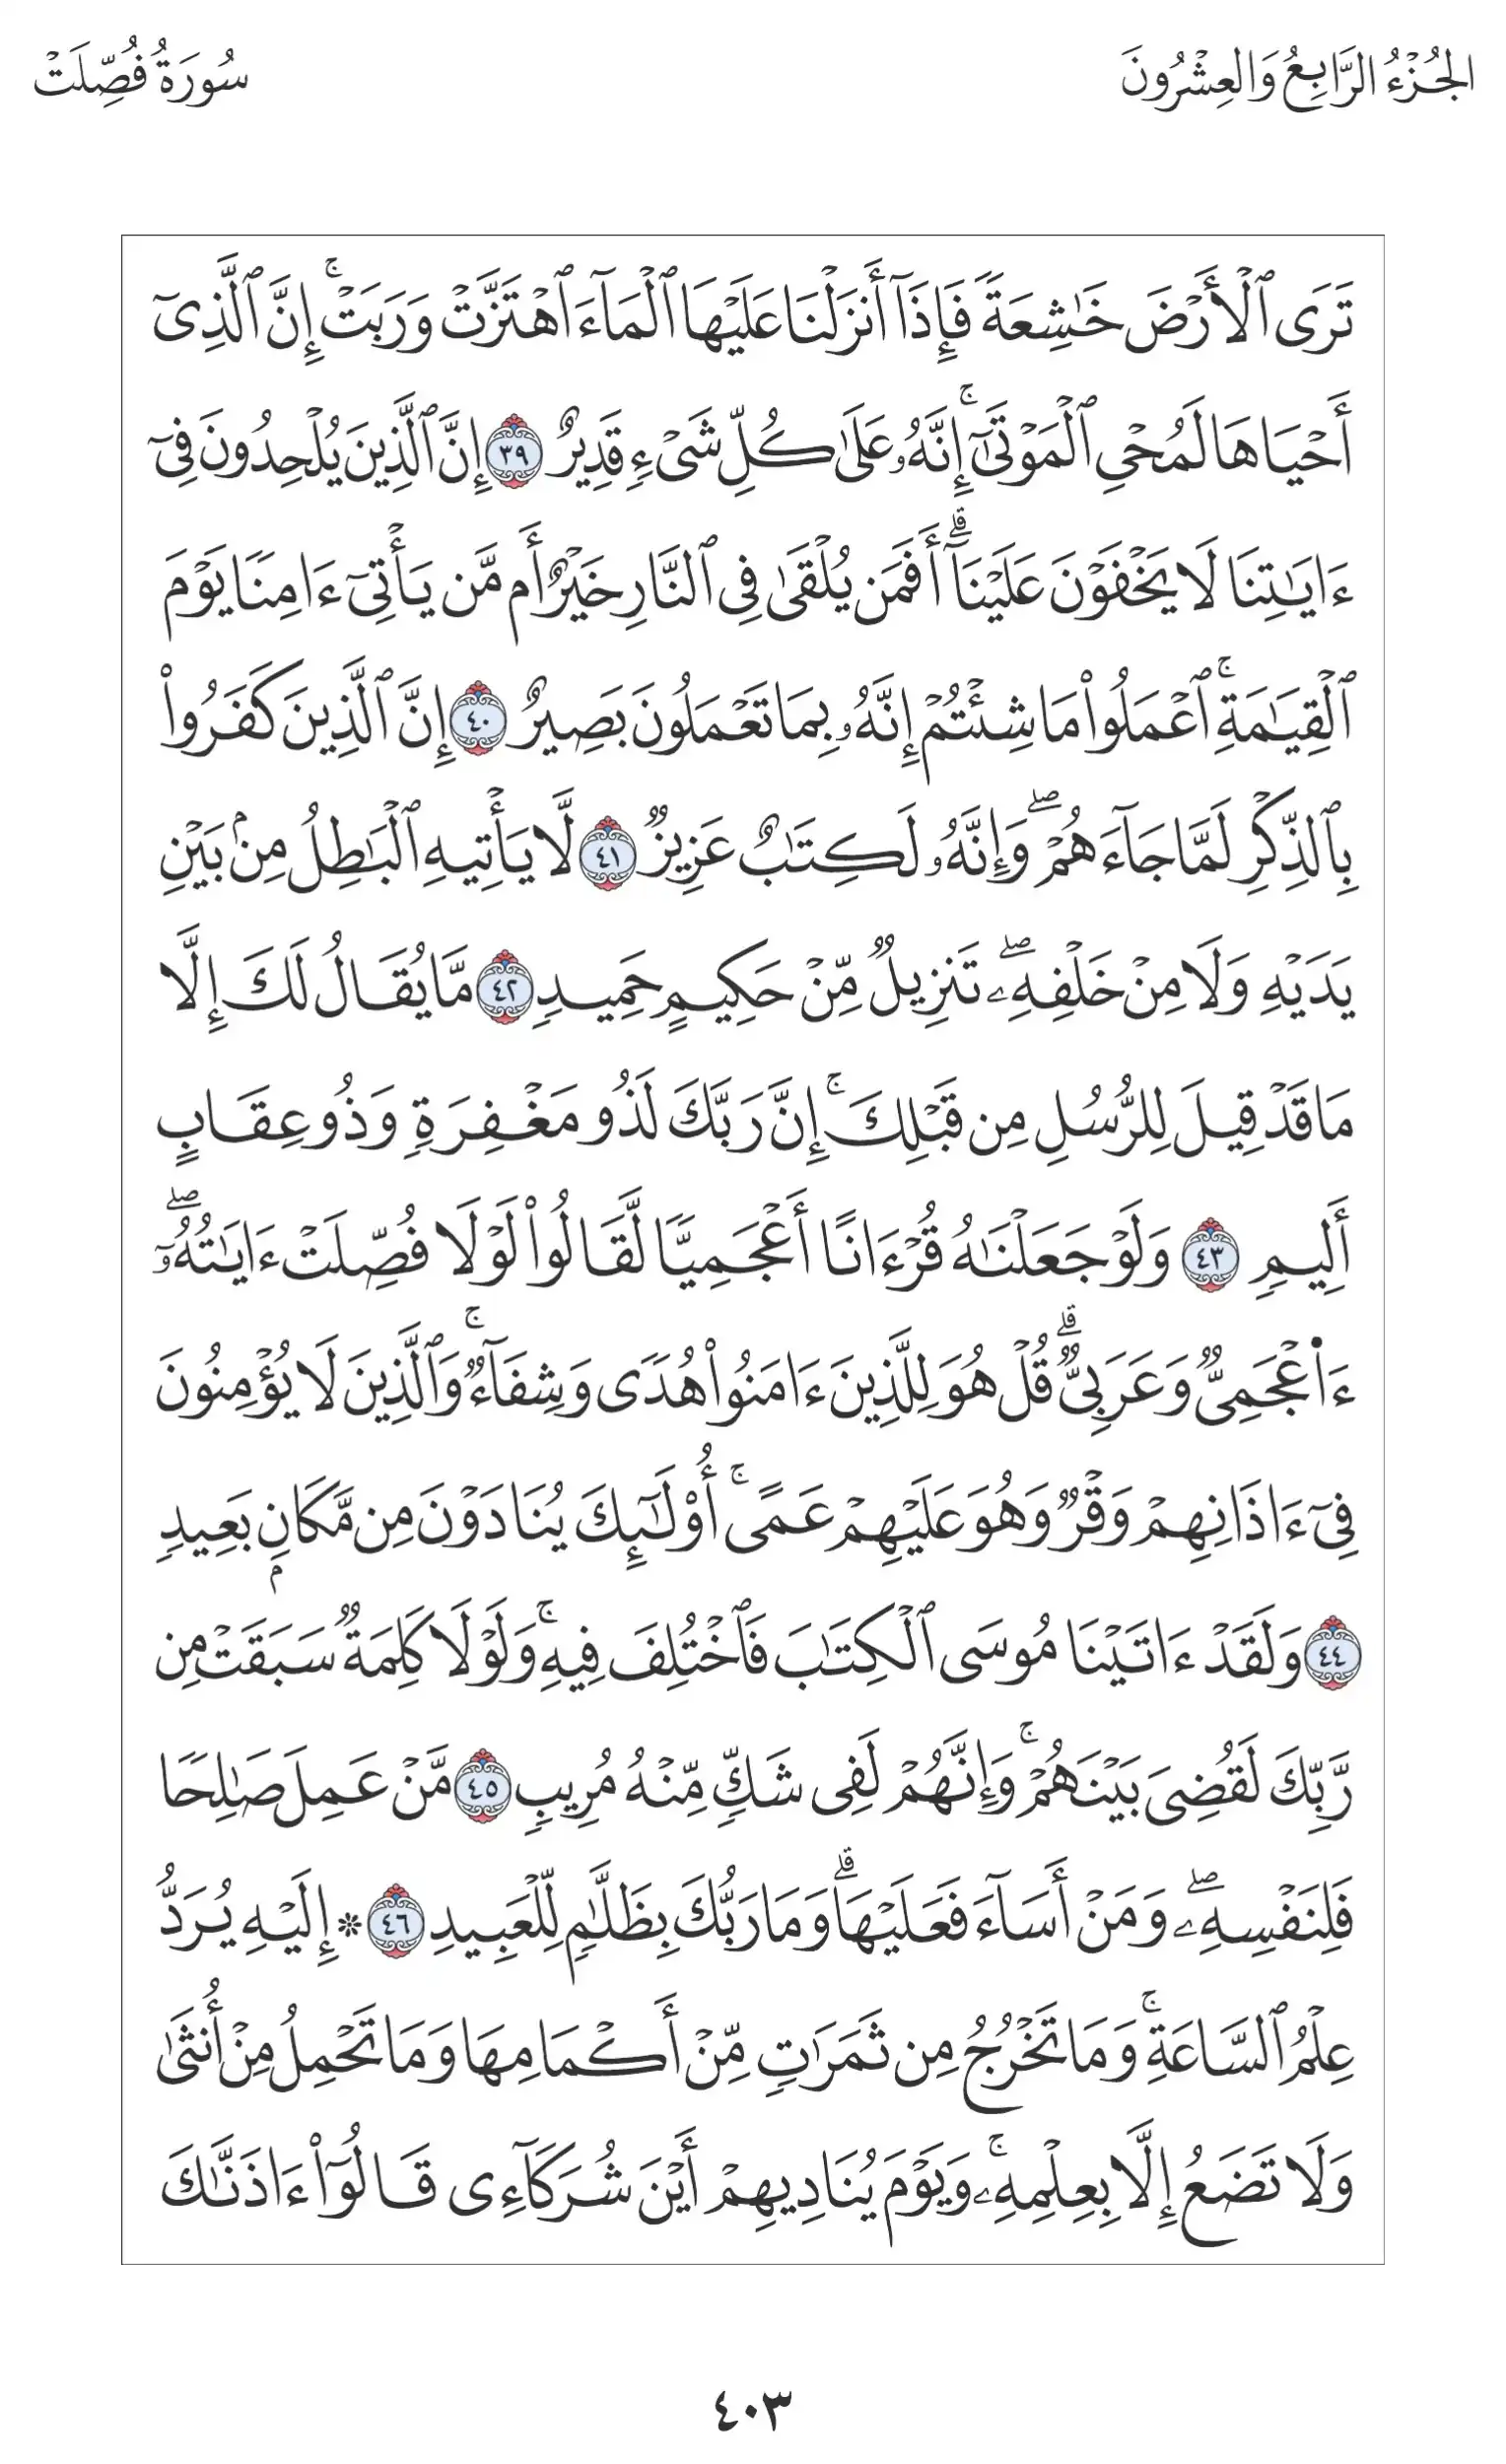 الجُزْءُ الرَّابِعُ وَالعِشْرُونَ
سُورَةُ فُصِّلَتْ
تَرَى ٱلْأَرْضَ خَٰشِعَةً فَإِذَآ أَنزَلْنَا عَلَيْهَا ٱلْمَآءَ ٱهْتَزَّتْ وَرَبَتْۚ إِنَّ ٱلَّذِىٓ
أَحْيَاهَا لَمُحْىِ ٱلْمَوْتَىٰٓۚ إِنَّهُۥ عَلَىٰ كُلِّ شَىْءٍ قَدِيرٌ ٣٩ إِنَّ ٱلَّذِينَ يُلْحِدُونَ فِىٓ
ءَايَٰتِنَا لَا يَخْفَوْنَ عَلَيْنَآۗ أَفَمَن يُلْقَىٰ فِى ٱلنَّارِ خَيْرٌ أَم مَّن يَأْتِىٓ ءَامِنًا يَوْمَ
ٱلْقِيَٰمَةِۚ ٱعْمَلُوا۟ مَا شِئْتُمْ إِنَّهُۥ بِمَا تَعْمَلُونَ بَصِيرٌ ٤٠ إِنَّ ٱلَّذِينَ كَفَرُوا۟
بِٱلذِّكْرِ لَمَّا جَآءَهُمْۖ وَإِنَّهُۥ لَكِتَٰبٌ عَزِيزٌ ٤١ لَّا يَأْتِيهِ ٱلْبَٰطِلُ مِنۢ بَيْنِ
يَدَيْهِ وَلَا مِنْ خَلْفِهِۦۖ تَنزِيلٌ مِّنْ حَكِيمٍ حَمِيدٍ ٤٢ مَّا يُقَالُ لَكَ إِلَّا
مَا قَدْ قِيلَ لِلرُّسُلِ مِن قَبْلِكَۚ إِنَّ رَبَّكَ لَذُو مَغْفِرَةٍ وَذُو عِقَابٍ
أَلِيمٍ ٤٣ وَلَوْ جَعَلْنَٰهُ قُرْءَانًا أَعْجَمِيًّا لَّقَالُوا۟ لَوْلَا فُصِّلَتْ ءَايَٰتُهُۥٓۖ
ءَا۬عْجَمِىٌّ وَعَرَبِىٌّۗ قُلْ هُوَ لِلَّذِينَ ءَامَنُوا۟ هُدًى وَشِفَآءٌۚ وَٱلَّذِينَ لَا يُؤْمِنُونَ
فِىٓ ءَاذَانِهِمْ وَقْرٌ وَهُوَ عَلَيْهِمْ عَمًىۚ أُو۟لَٰٓئِكَ يُنَادَوْنَ مِن مَّكَانٍۭ بَعِيدٍ
٤٤ وَلَقَدْ ءَاتَيْنَا مُوسَى ٱلْكِتَٰبَ فَٱخْتُلِفَ فِيهِۚ وَلَوْلَا كَلِمَةٌ سَبَقَتْ مِن
رَّبِّكَ لَقُضِىَ بَيْنَهُمْۚ وَإِنَّهُمْ لَفِى شَكٍّ مِّنْهُ مُرِيبٍ ٤٥ مَّنْ عَمِلَ صَٰلِحًا
فَلِنَفْسِهِۦۖ وَمَنْ أَسَآءَ فَعَلَيْهَاۗ وَمَا رَبُّكَ بِظَلَّٰمٍ لِّلْعَبِيدِ ٤٦ ۞ إِلَيْهِ يُرَدُّ
عِلْمُ ٱلسَّاعَةِۚ وَمَا تَخْرُجُ مِن ثَمَرَٰتٍ مِّنْ أَكْمَامِهَا وَمَا تَحْمِلُ مِنْ أُنثَىٰ
وَلَا تَضَعُ إِلَّا بِعِلْمِهِۦۚ وَيَوْمَ يُنَادِيهِمْ أَيْنَ شُرَكَآءِى قَالُوٓا۟ ءَاذَنَّٰكَ
٤٠٣